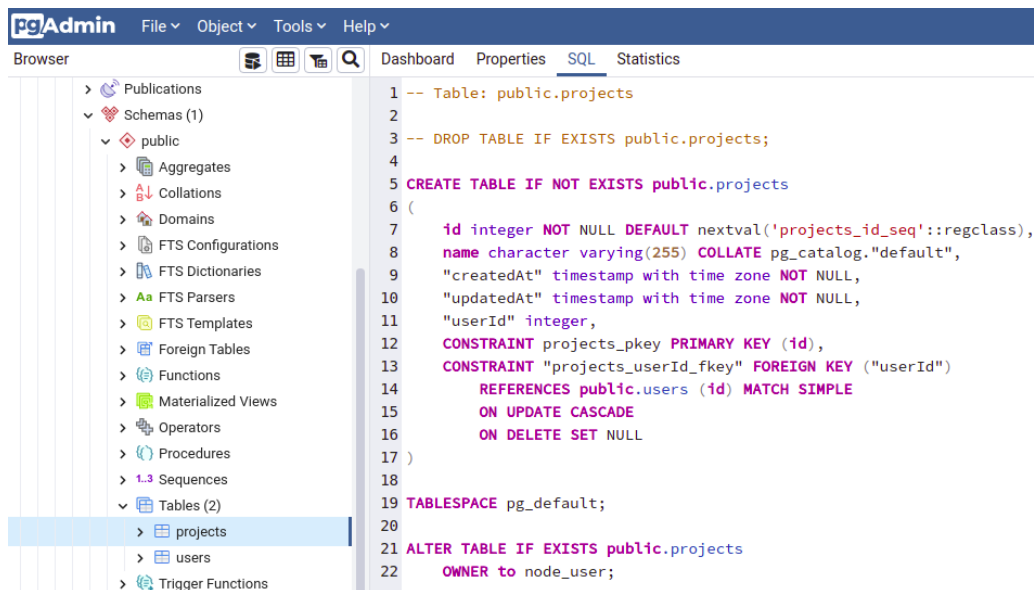 pgAdmin File Object Tools Help
Browser
Dashboard Properties SQL Statistics
Publications
Schemas (1)
public
Aggregates
A↓B Collations
Domains
FTS Configurations
FTS Dictionaries
Aa FTS Parsers
FTS Templates
Foreign Tables
Functions
Materialized Views
Operators
Procedures
1..3 Sequences
Tables (2)
projects
users
Trigger Functions
1 -- Table: public.projects
2
3 -- DROP TABLE IF EXISTS public.projects;
4
5 CREATE TABLE IF NOT EXISTS public.projects
6 (
7     id integer NOT NULL DEFAULT nextval('projects_id_seq'::regclass),
8     name character varying(255) COLLATE pg_catalog."default",
9     "createdAt" timestamp with time zone NOT NULL,
10     "updatedAt" timestamp with time zone NOT NULL,
11     "userId" integer,
12     CONSTRAINT projects_pkey PRIMARY KEY (id),
13     CONSTRAINT "projects_userId_fkey" FOREIGN KEY ("userId")
14         REFERENCES public.users (id) MATCH SIMPLE
15         ON UPDATE CASCADE
16         ON DELETE SET NULL
17 )
18
19 TABLESPACE pg_default;
20
21 ALTER TABLE IF EXISTS public.projects
22     OWNER to node_user;